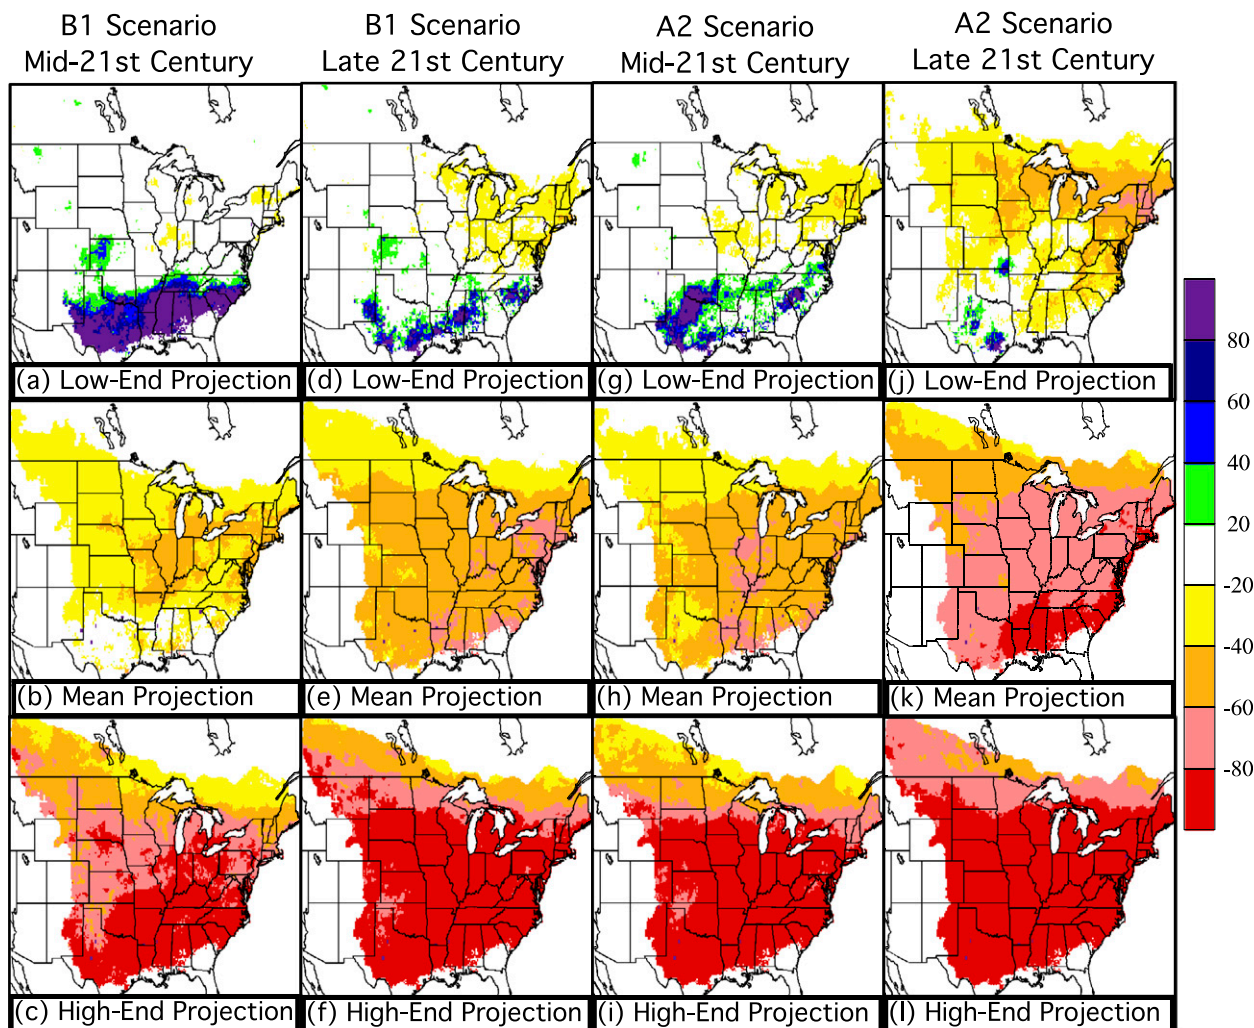 B1 Scenario
Mid-21st Century
B1 Scenario
Late 21st Century
A2 Scenario
Mid-21st Century
A2 Scenario
Late 21st Century
(a) Low-End Projection
(d) Low-End Projection
(g) Low-End Projection
(j) Low-End Projection
(b) Mean Projection
(e) Mean Projection
(h) Mean Projection
(k) Mean Projection
(c) High-End Projection
(f) High-End Projection
(i) High-End Projection
(l) High-End Projection
80
60
40
20
-20
-40
-60
-80